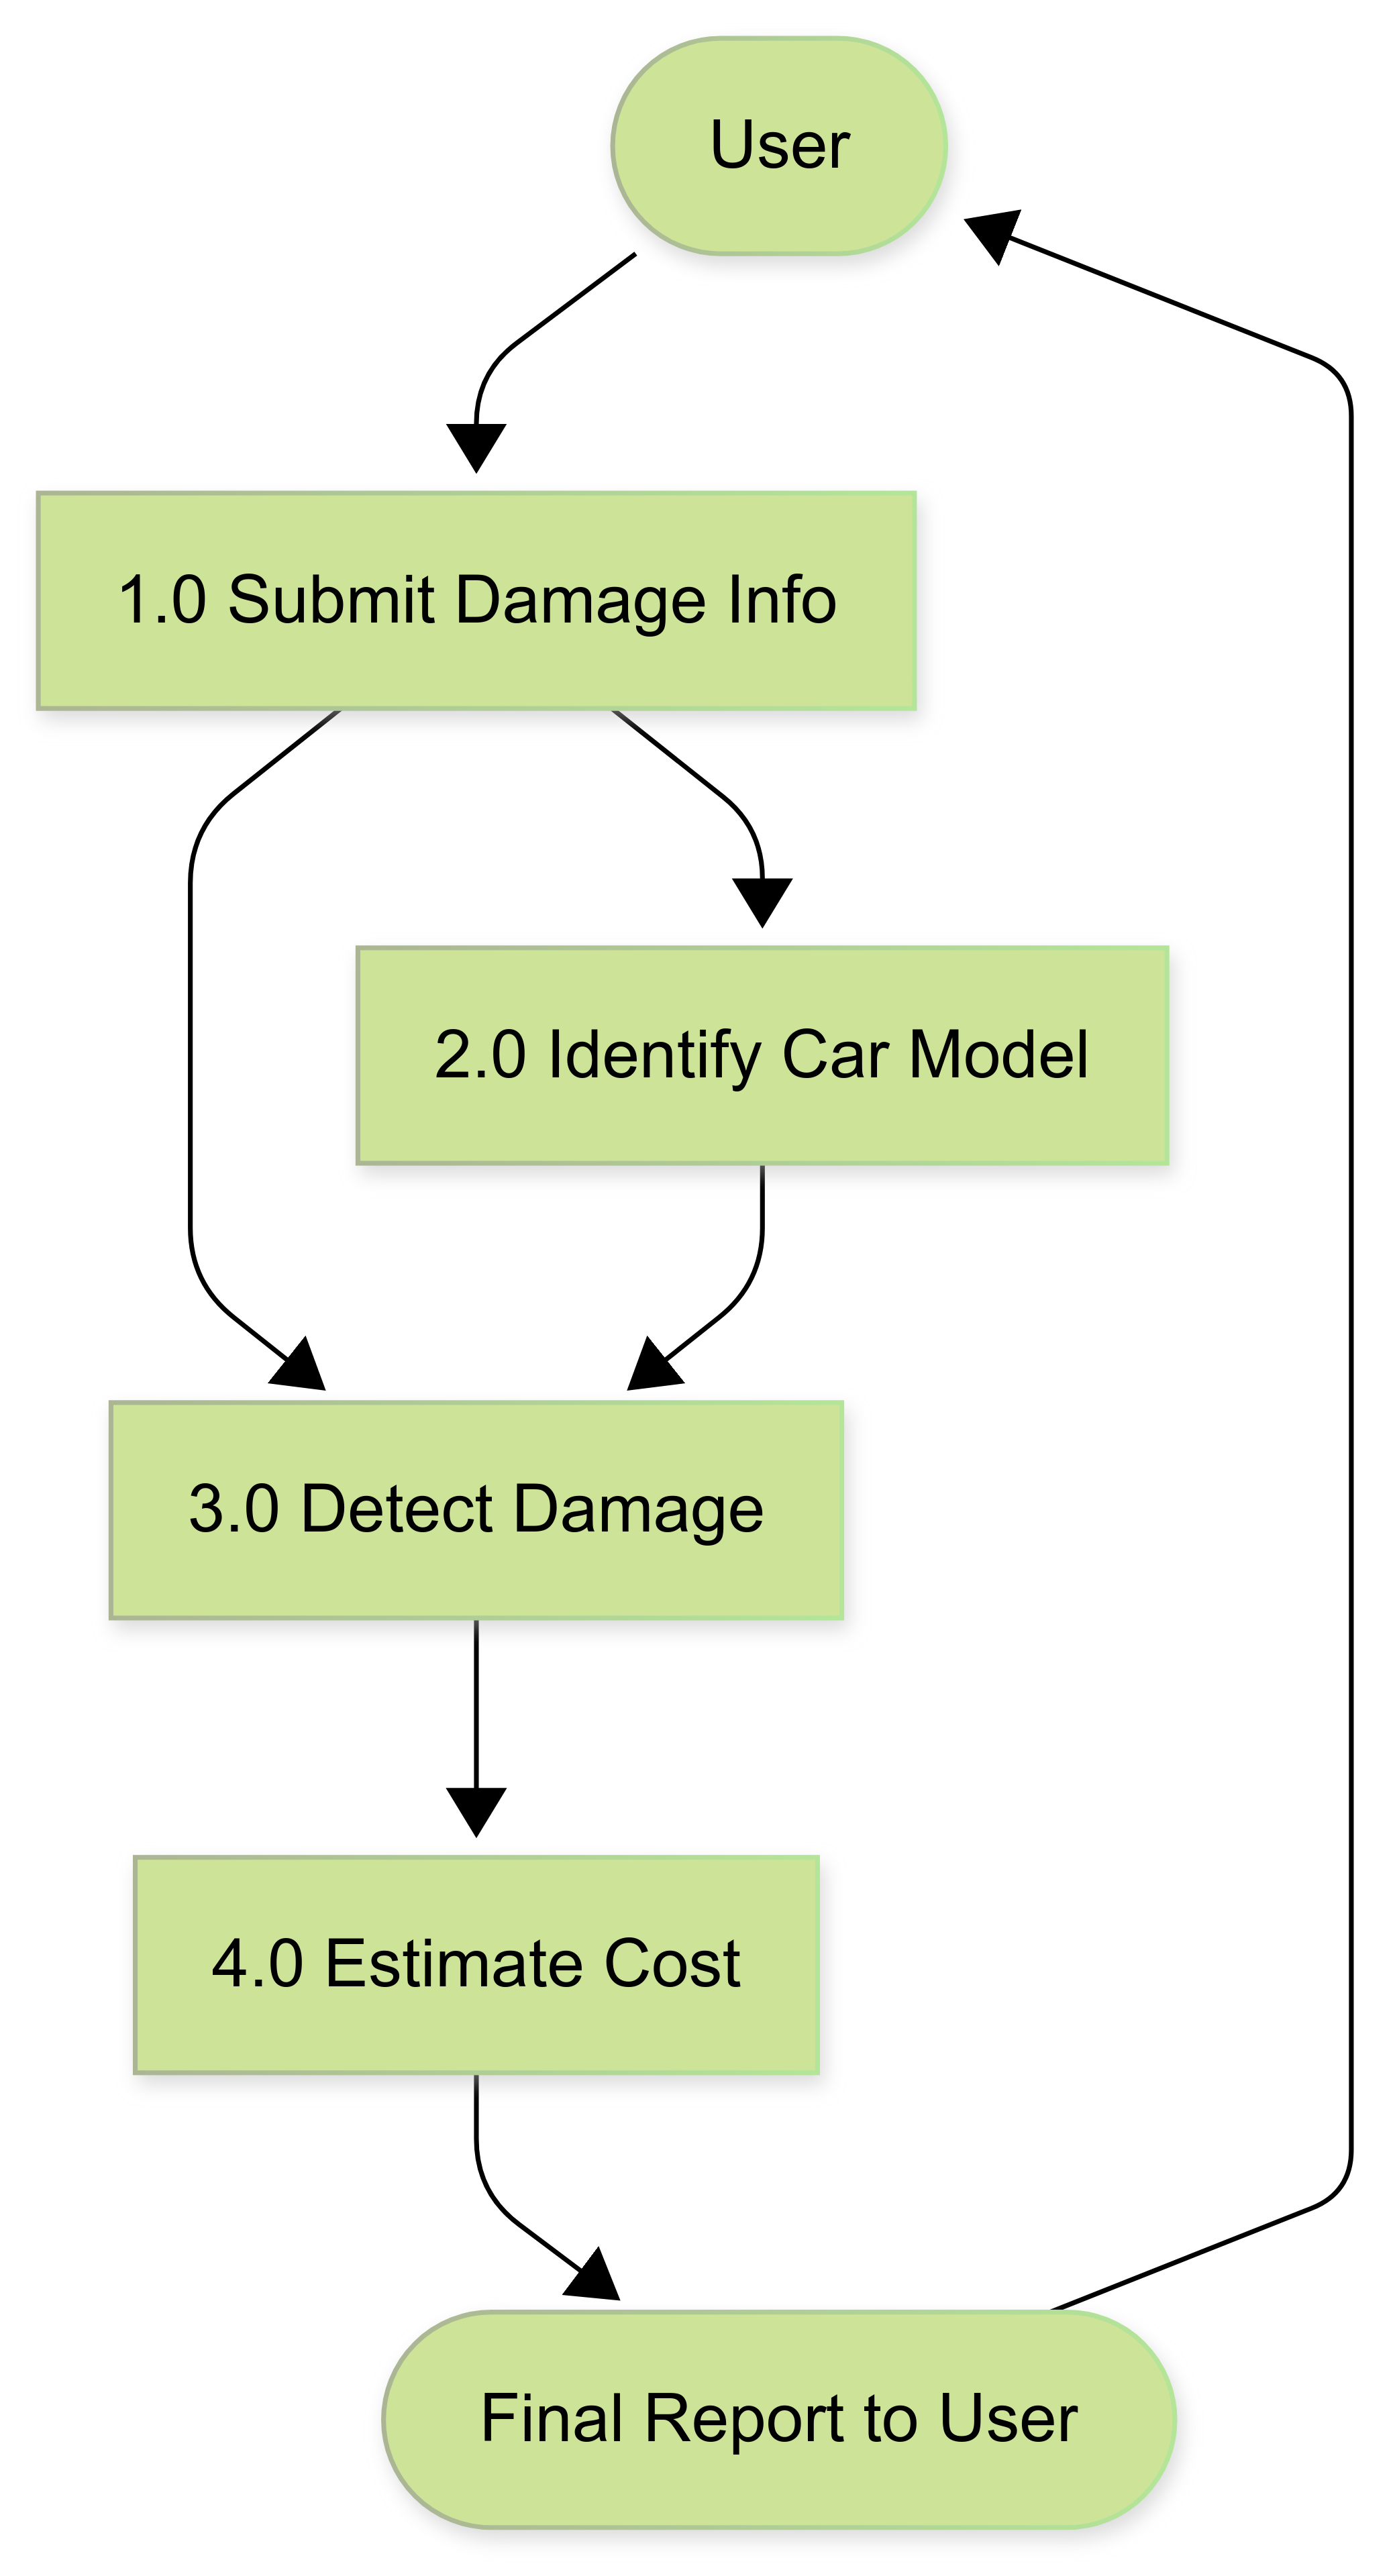 User
1.0 Submit Damage Info
2.0 Identify Car Model
3.0 Detect Damage
4.0 Estimate Cost
Final Report to User